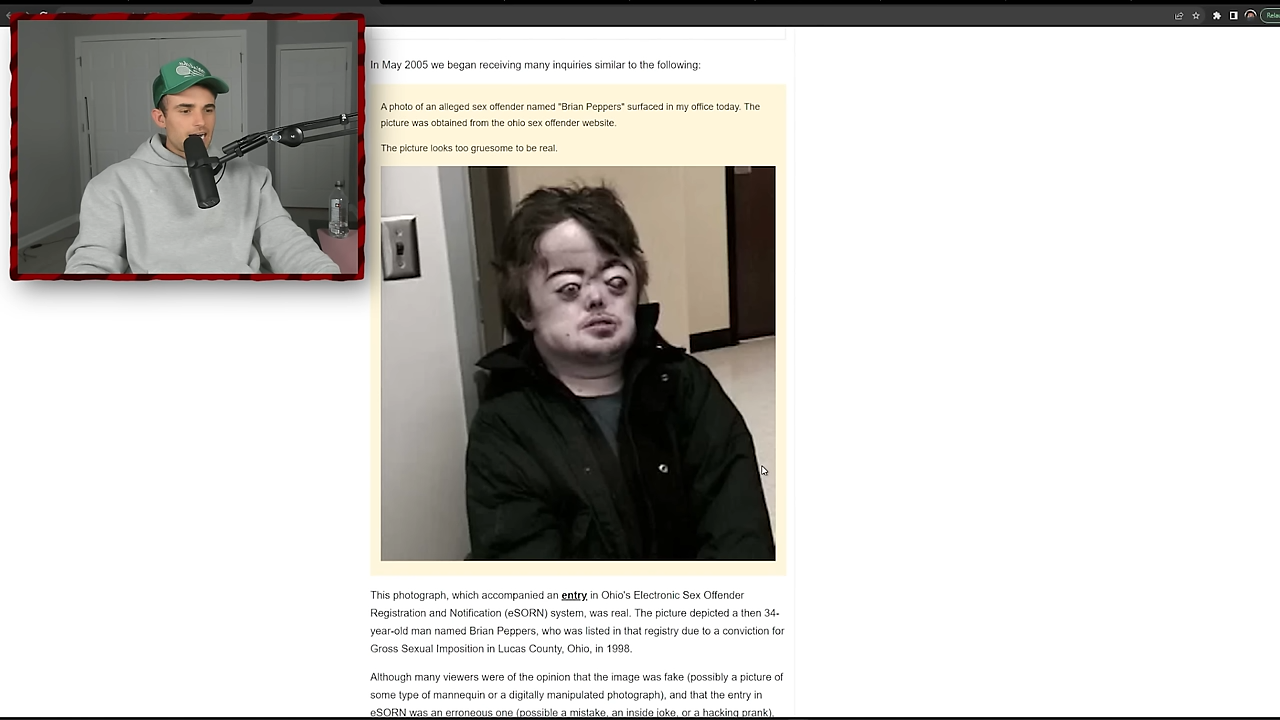 Rela
In May 2005 we began receiving many inquiries similar to the following:
A photo of an alleged sex offender named "Brian Peppers" surfaced in my office today. The
picture was obtained from the ohio sex offender website.
The picture looks too gruesome to be real.
This photograph, which accompanied an entry in Ohio's Electronic Sex Offender
Registration and Notification (eSORN) system, was real. The picture depicted a then 34-
year-old man named Brian Peppers, who was listed in that registry due to a conviction for
Gross Sexual Imposition in Lucas County, Ohio, in 1998.
Although many viewers were of the opinion that the image was fake (possibly a picture of
some type of mannequin or a digitally manipulated photograph), and that the entry in
eSORN was an erroneous one (possible a mistake, an inside joke, or a hacking prank),